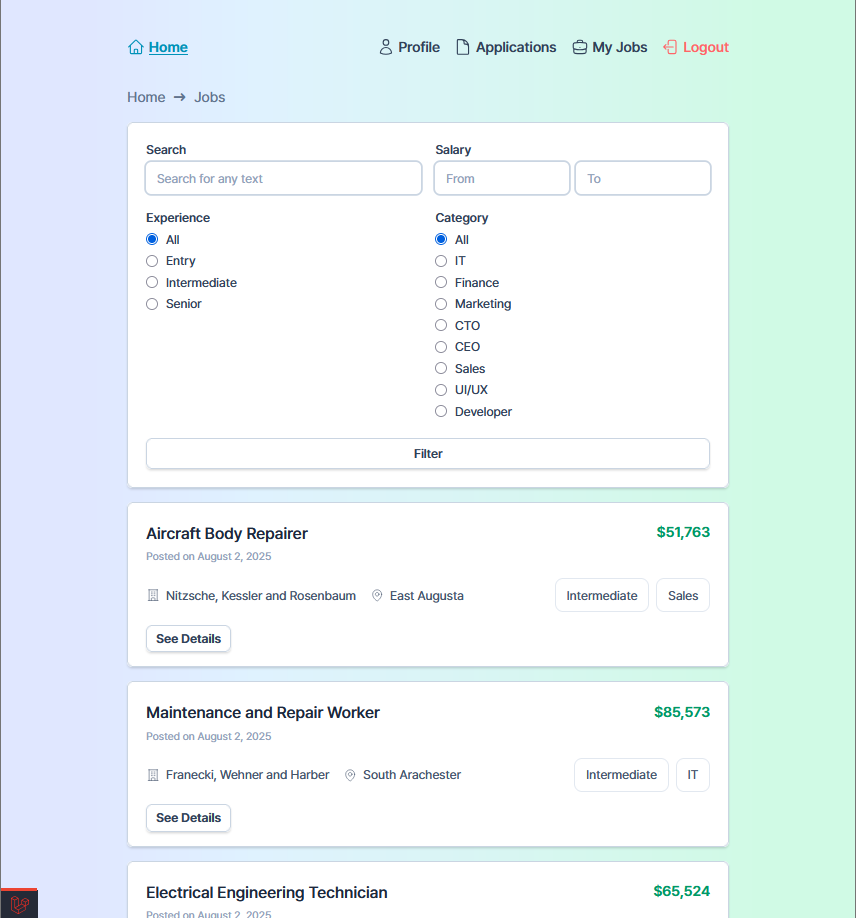 Home Profile Applications My Jobs Logout
Home → Jobs
Search
Search for any text
Salary
From To
Experience
All
Entry
Intermediate
Senior
Category
All
IT
Finance
Marketing
CTO
CEO
Sales
UI/UX
Developer
Filter
Aircraft Body Repairer $51,763
Posted on August 2, 2025
Nitzsche, Kessler and Rosenbaum East Augusta Intermediate Sales
See Details
Maintenance and Repair Worker $85,573
Posted on August 2, 2025
Franecki, Wehner and Harber South Arachester Intermediate IT
See Details
Electrical Engineering Technician $65,524
Posted on August 2, 2025